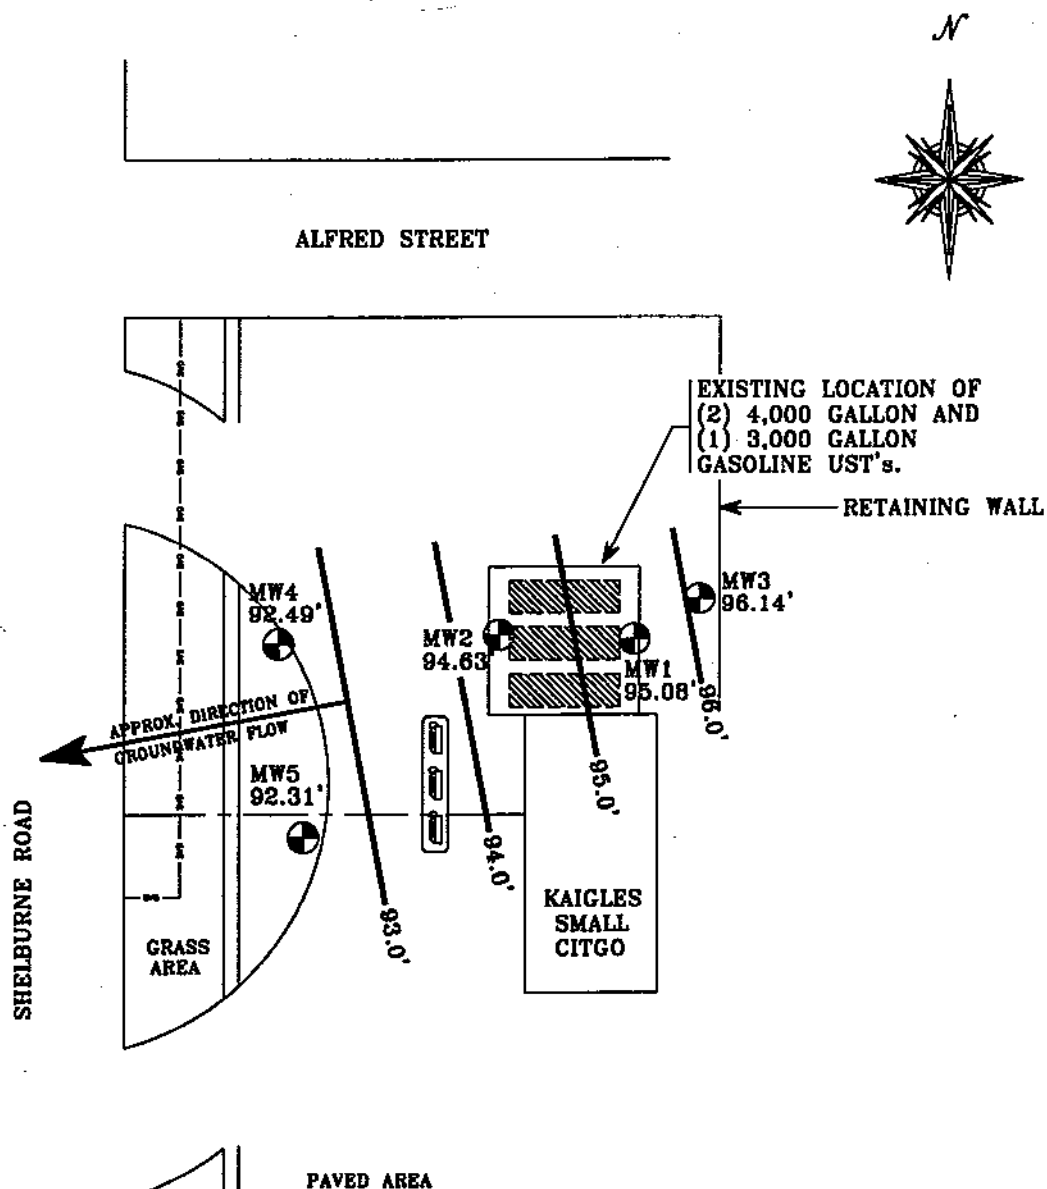 N
ALFRED STREET
EXISTING LOCATION OF
(2) 4,000 GALLON AND
(1) 3,000 GALLON
GASOLINE UST's.
RETAINING WALL
MW3
96.14'
MW4
92.49'
MW2
94.63'
MW1
95.08'
96.0'
APPROX. DIRECTION OF
GROUNDWATER FLOW
MW5
92.31'
95.0'
94.0'
93.0'
SHELBURNE ROAD
GRASS
AREA
KAIGLES
SMALL
CITGO
PAVED AREA